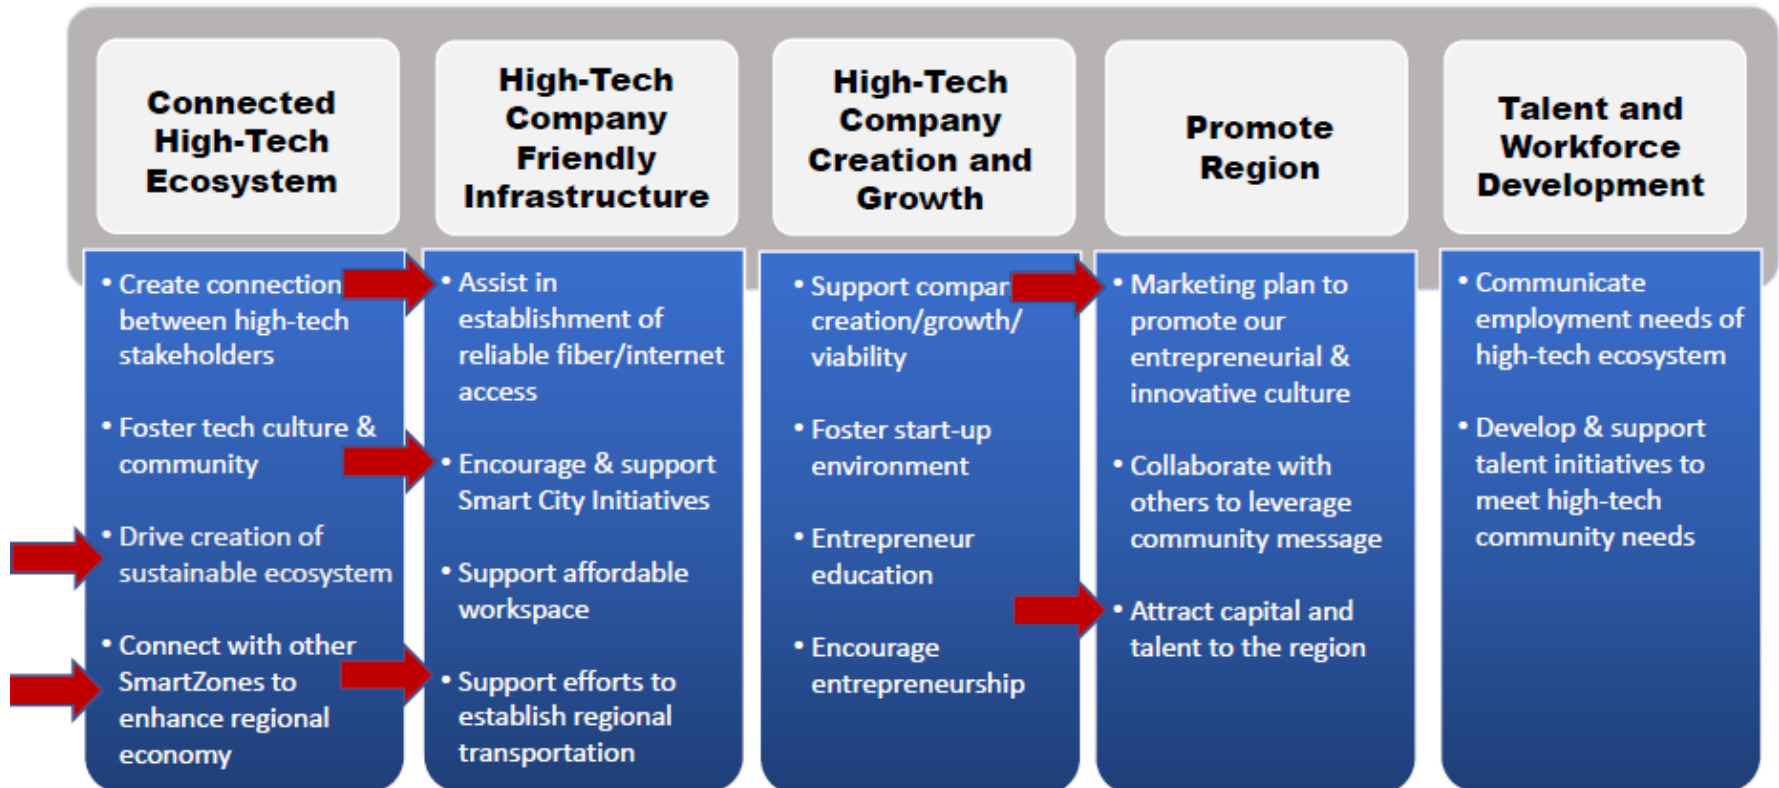 Connected
High-Tech
Ecosystem
• Create connection
between high-tech
stakeholders
• Foster tech culture &
community
• Drive creation of
sustainable ecosystem
• Connect with other
SmartZones to
enhance regional
economy
High-Tech
Company
Friendly
Infrastructure
• Assist in
establishment of
reliable fiber/internet
access
• Encourage & support
Smart City Initiatives
• Support affordable
workspace
• Support efforts to
establish regional
transportation
High-Tech
Company
Creation and
Growth
• Support compan
creation/growth/
viability
• Foster start-up
environment
• Entrepreneur
education
• Encourage
entrepreneurship
Promote
Region
• Marketing plan to
promote our
entrepreneurial &
innovative culture
• Collaborate with
others to leverage
community message
• Attract capital and
talent to the region
Talent and
Workforce
Development
• Communicate
employment needs of
high-tech ecosystem
• Develop & support
talent initiatives to
meet high-tech
community needs